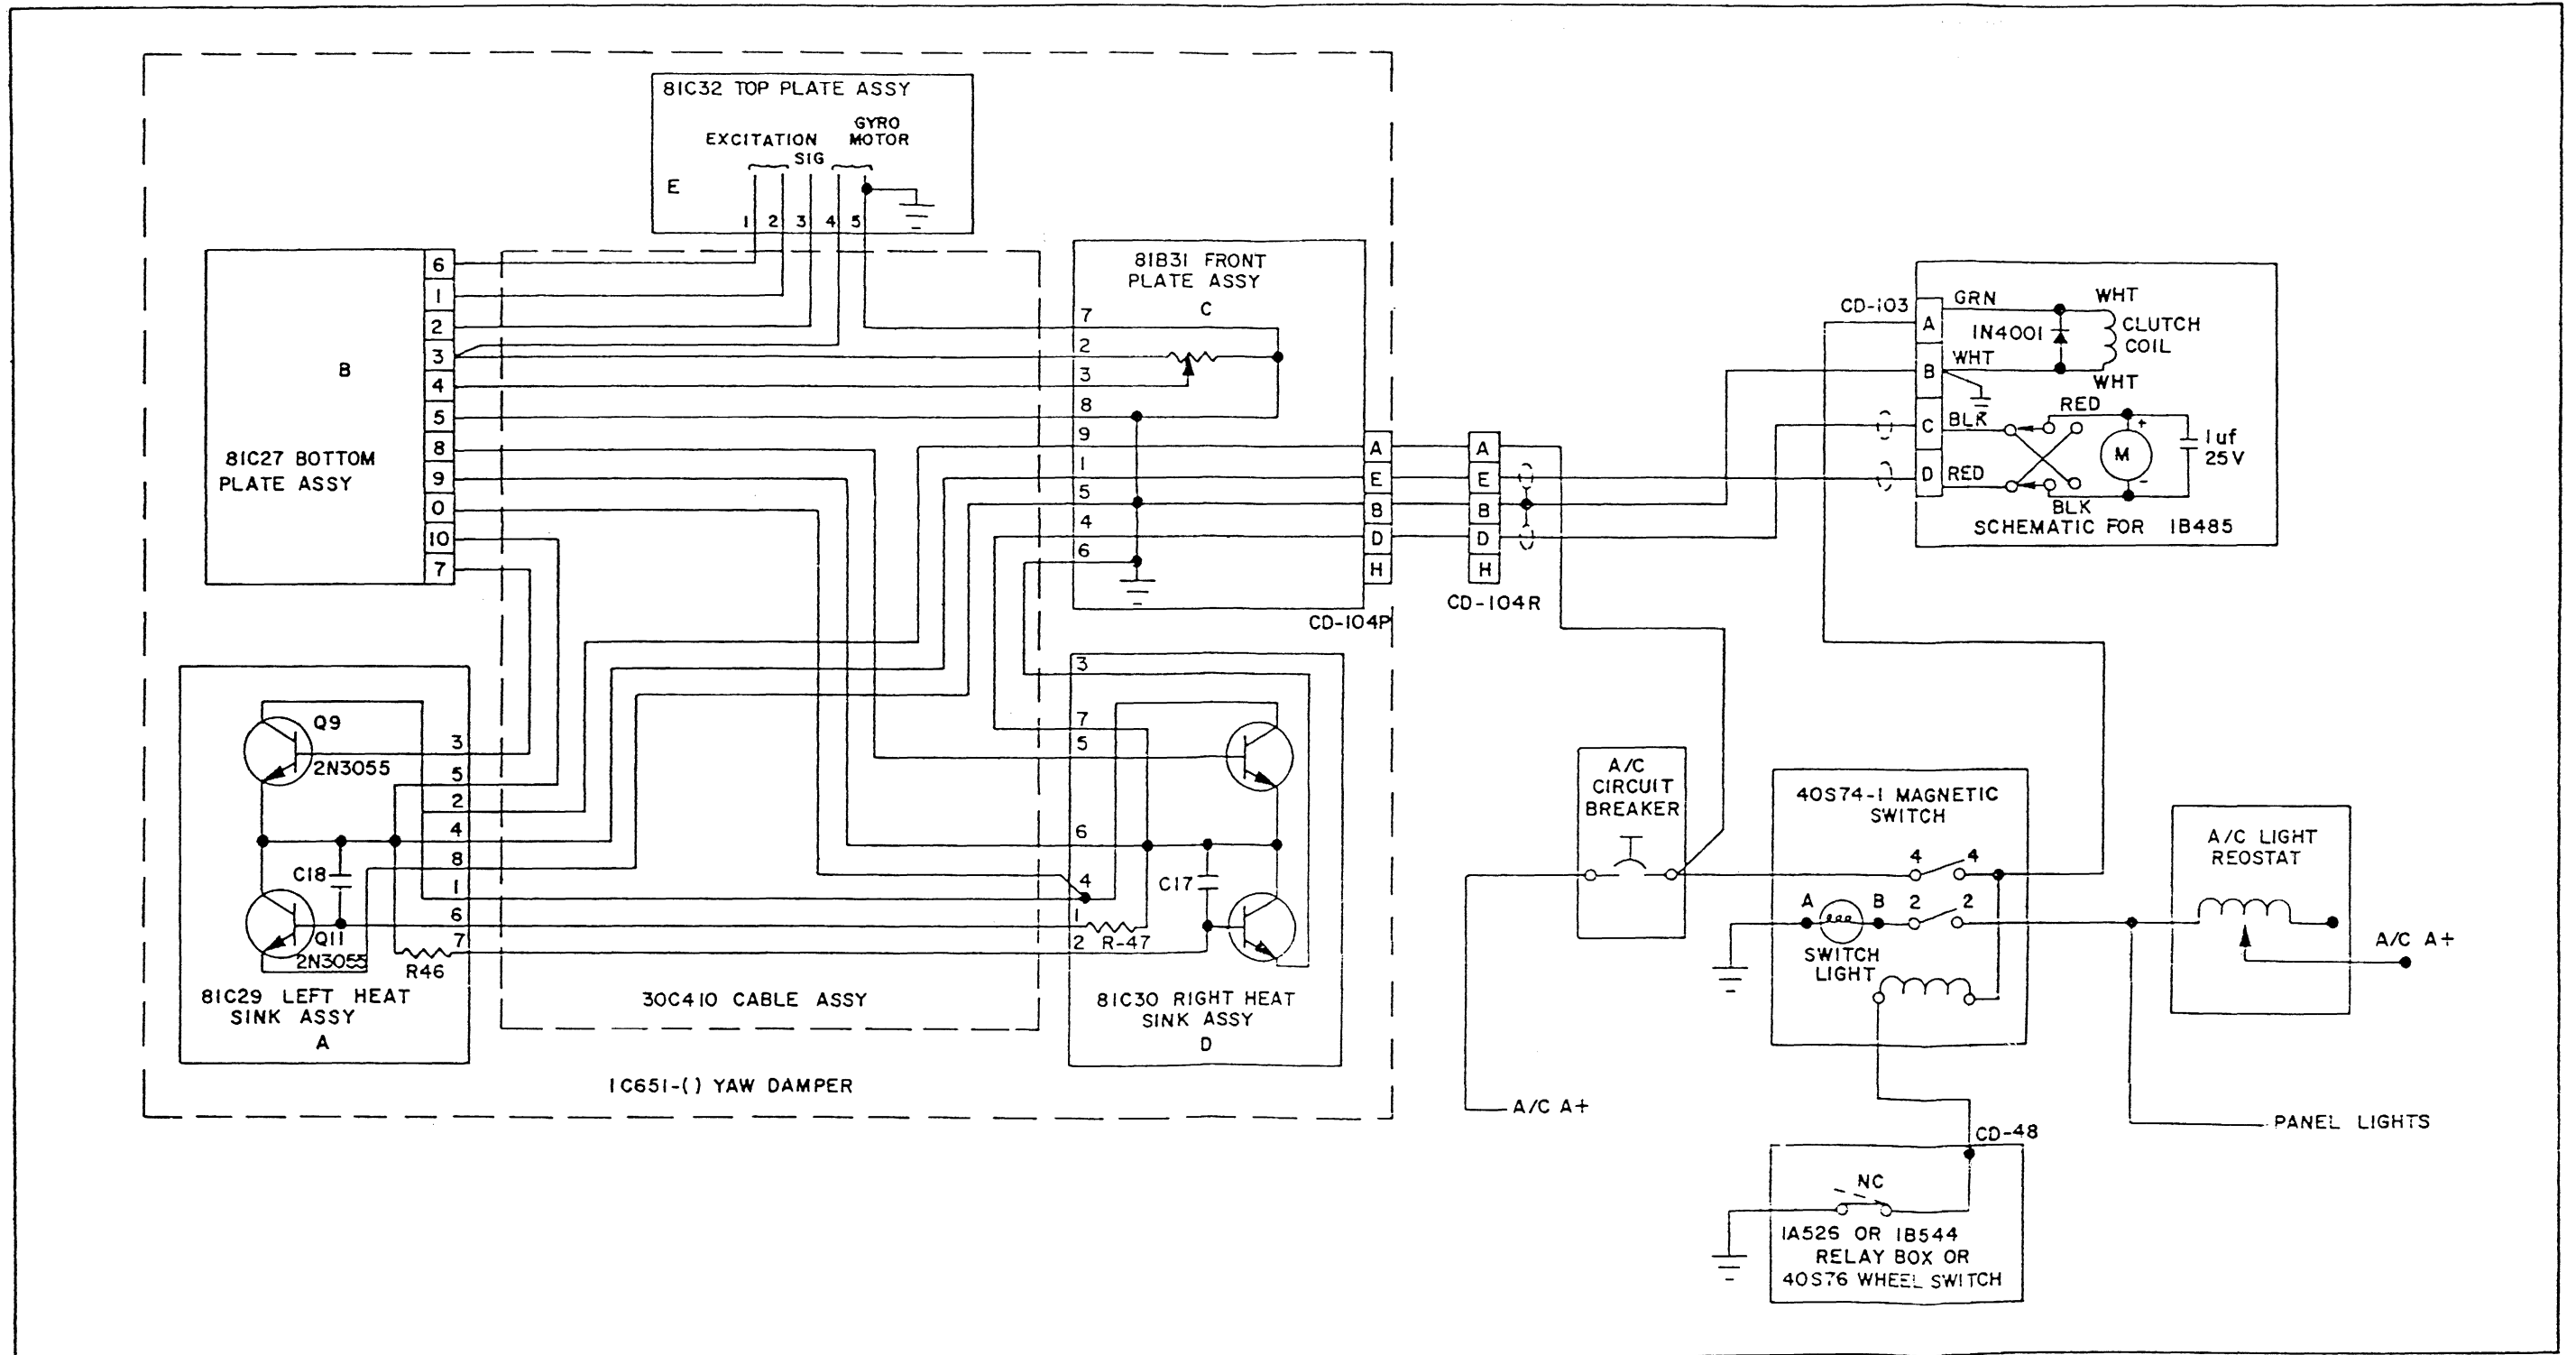 81C32 TOP PLATE ASSY
EXCITATION
SIG
GYRO
MOTOR
E
1 2 3 4 5
B
81C27 BOTTOM
PLATE ASSY
6
1
2
3
4
5
8
9
0
10
7
81B31 FRONT
PLATE ASSY
C
7
2
3
8
9
1
5
4
6
A
E
B
D
H
CD-104P
A
E
B
D
H
CD-104R
CD-103
A
B
C
D
GRN
WHT
1N4001
CLUTCH
COIL
WHT
WHT
RED
BLK
+
M
-
1uf
25V
RED
BLK
SCHEMATIC FOR 1B485
Q9
2N3055
C18
Q11
2N3055
R46
3
5
2
4
8
1
6
7
81C29 LEFT HEAT
SINK ASSY
A
30C410 CABLE ASSY
3
7
5
6
4
1
2
C17
R-47
81C30 RIGHT HEAT
SINK ASSY
D
1C651-( ) YAW DAMPER
A/C
CIRCUIT
BREAKER
A/C A+
40S74-1 MAGNETIC
SWITCH
4 4
A B 2 2
SWITCH
LIGHT
A/C LIGHT
REOSTAT
A/C A+
PANEL LIGHTS
CD-48
NC
1A526 OR 1B544
RELAY BOX OR
40S76 WHEEL SWITCH